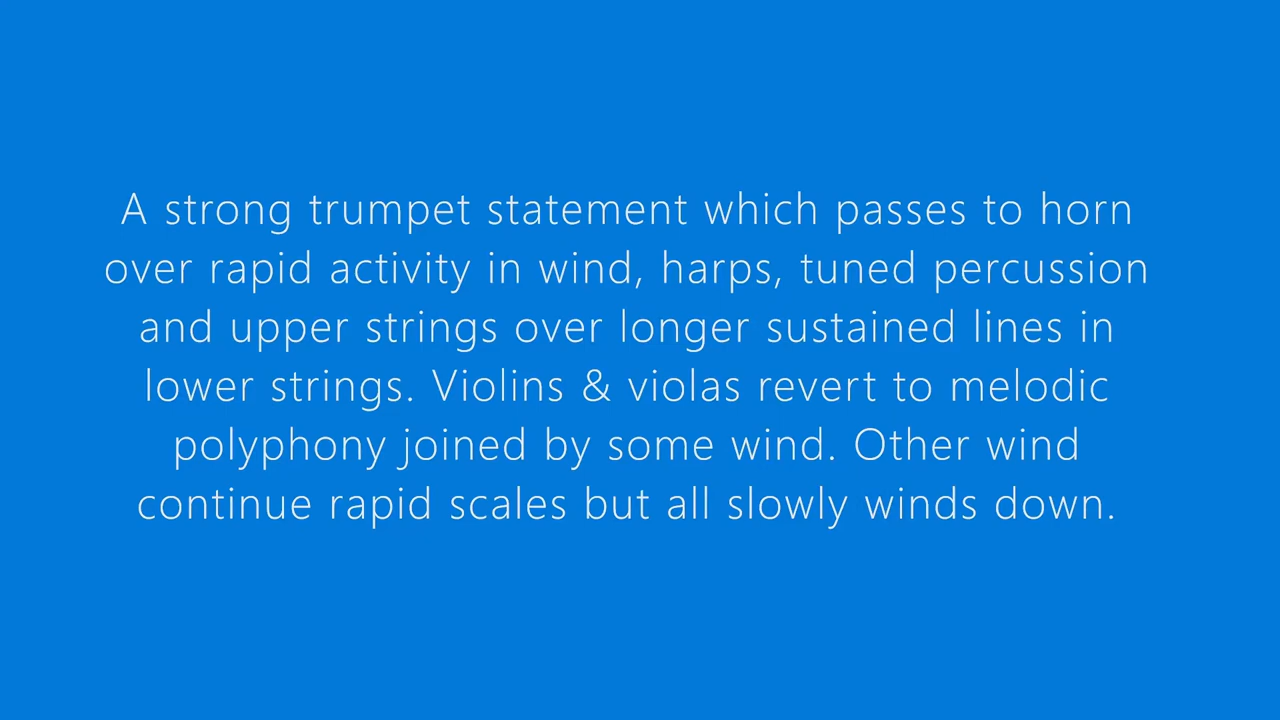 A strong trumpet statement which passes to horn
over rapid activity in wind, harps, tuned percussion
and upper strings over longer sustained lines in
lower strings. Violins & violas revert to melodic
polyphony joined by some wind. Other wind
continue rapid scales but all slowly winds down.